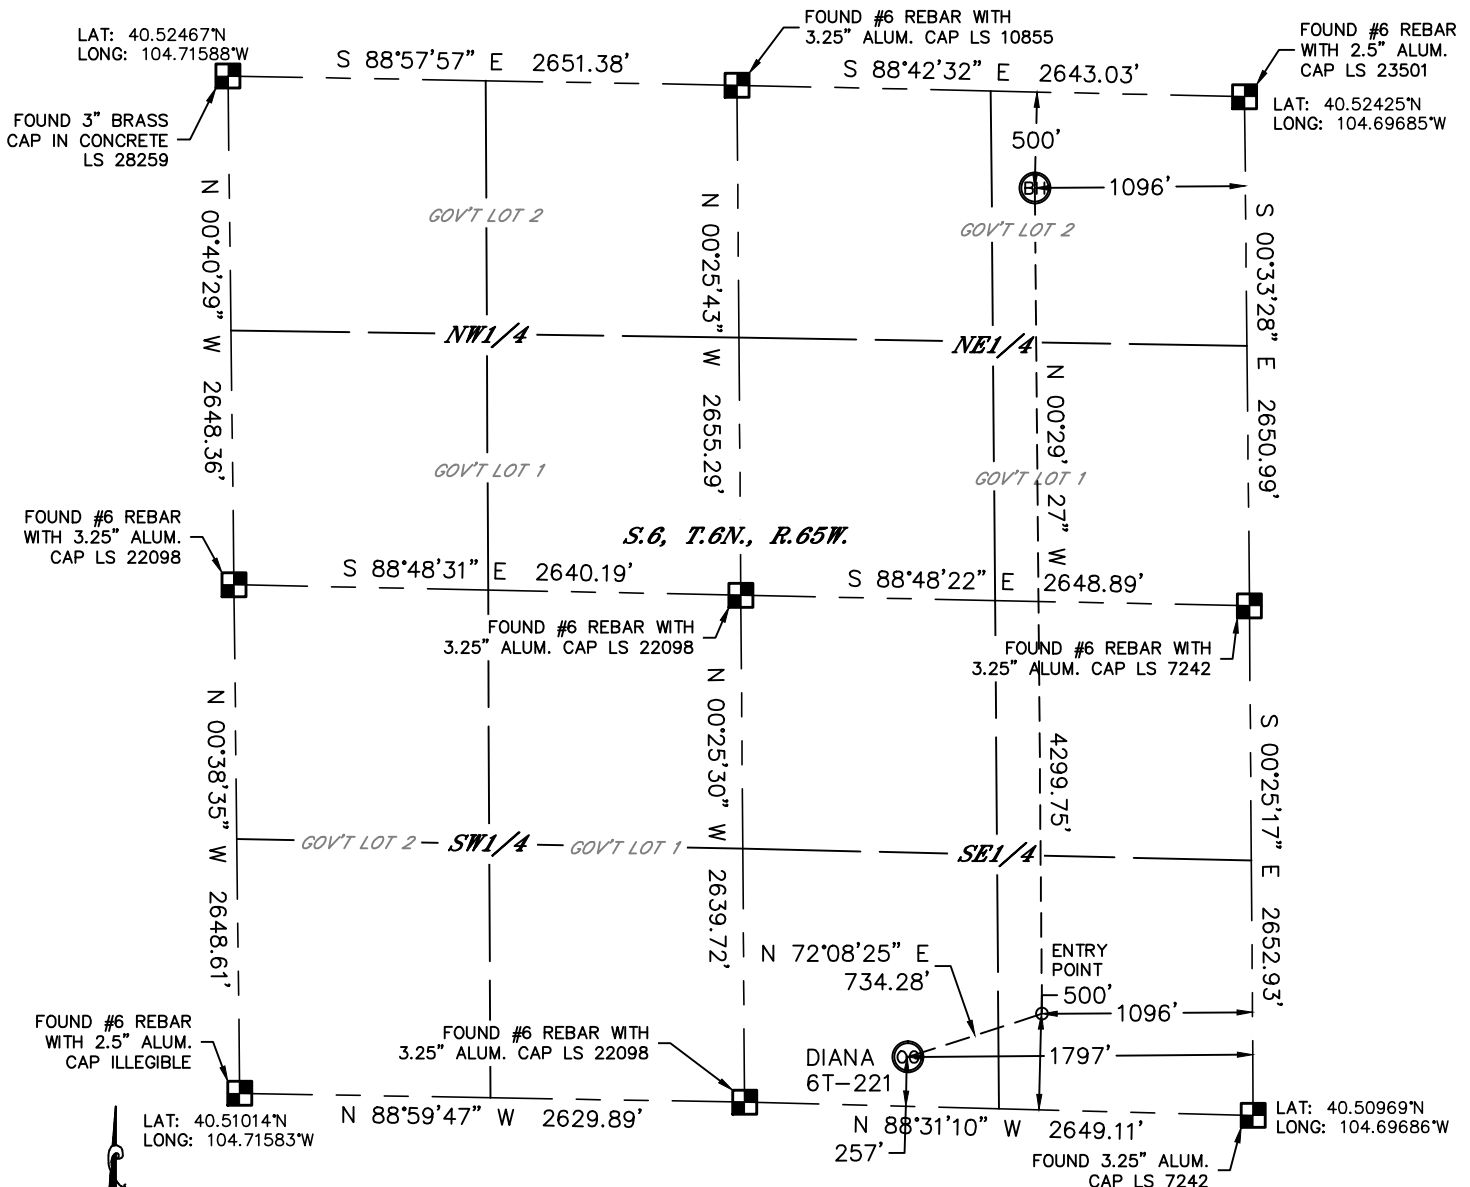 LAT: 40.52467°N
LONG: 104.71588°W
S 88°57'57" E 2651.38'
FOUND #6 REBAR WITH
3.25" ALUM. CAP LS 10855
S 88°42'32" E 2643.03'
FOUND #6 REBAR
WITH 2.5" ALUM.
CAP LS 23501
LAT: 40.52425°N
LONG: 104.69685°W
FOUND 3" BRASS
CAP IN CONCRETE
LS 28259
500'
BH
1096'
N 00°40'29" W 2648.36'
GOV'T LOT 2
N 00°25'43" W 2655.29'
GOV'T LOT 2
S 00°33'28" E 2650.99'
NW1/4
NE1/4
N 00°29'27" W 4299.75'
GOV'T LOT 1
GOV'T LOT 1
FOUND #6 REBAR
WITH 3.25" ALUM.
CAP LS 22098
S.6, T.6N., R.65W.
S 88°48'31" E 2640.19'
S 88°48'22" E 2648.89'
FOUND #6 REBAR WITH
3.25" ALUM. CAP LS 22098
FOUND #6 REBAR WITH
3.25" ALUM. CAP LS 7242
N 00°38'35" W 2648.61'
N 00°25'30" W 2639.72'
S 00°25'17" E 2652.93'
GOV'T LOT 2
SW1/4
GOV'T LOT 1
SE1/4
N 72°08'25" E
734.28'
ENTRY
POINT
500'
1096'
FOUND #6 REBAR
WITH 2.5" ALUM.
CAP ILLEGIBLE
FOUND #6 REBAR WITH
3.25" ALUM. CAP LS 22098
DIANA
6T-221
1797'
LAT: 40.51014°N
LONG: 104.71583°W
N 88°59'47" W 2629.89'
N 88°31'10" W 2649.11'
257'
LAT: 40.50969°N
LONG: 104.69686°W
FOUND 3.25" ALUM.
CAP LS 7242